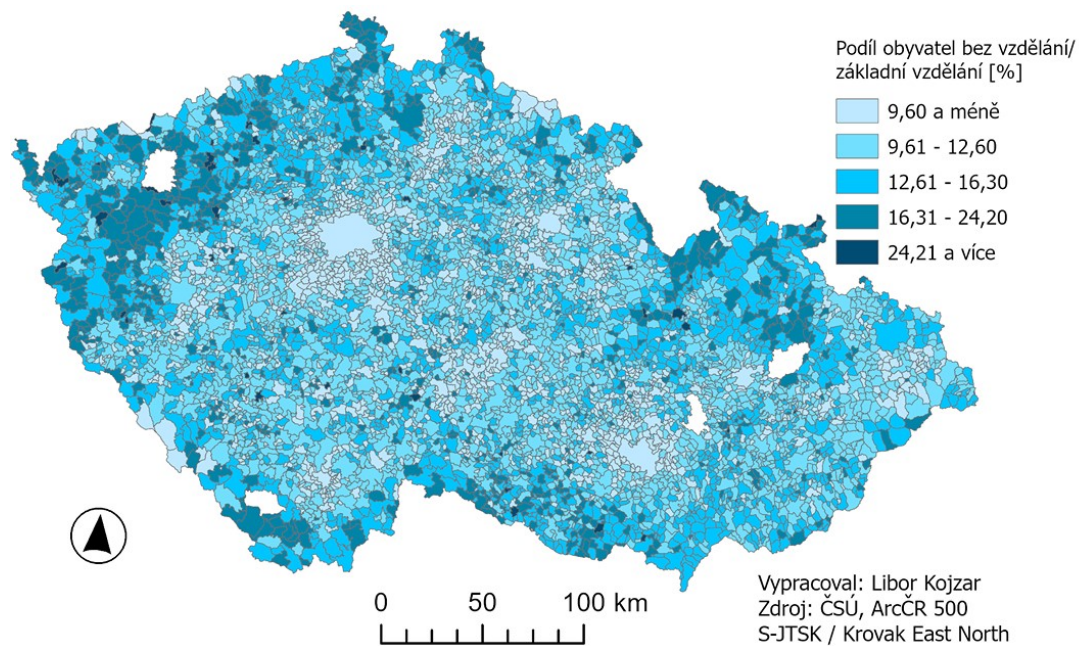 Podíl obyvatel bez vzdělání/
základní vzdělání [%]
9,60 a méně
9,61 - 12,60
12,61 - 16,30
16,31 - 24,20
24,21 a více
0 50 100 km
Vypracoval: Libor Kojzar
Zdroj: ČSÚ, ArcČR 500
S-JTSK / Krovak East North